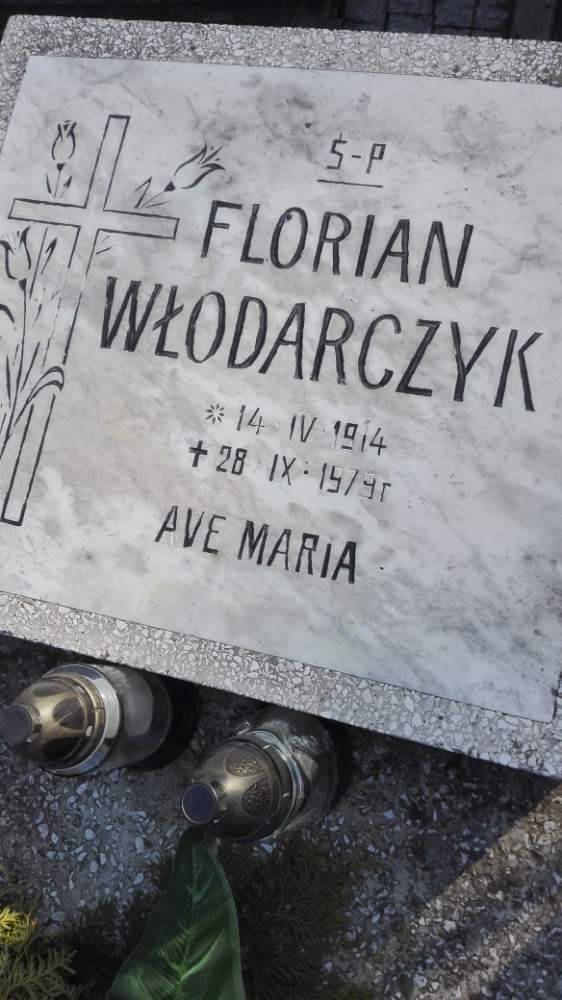 Ś-P
FLORIAN
WŁODARCZYK
* 14 · IV · 1914
✝ 28 · IX · 1979r
AVE MARIA